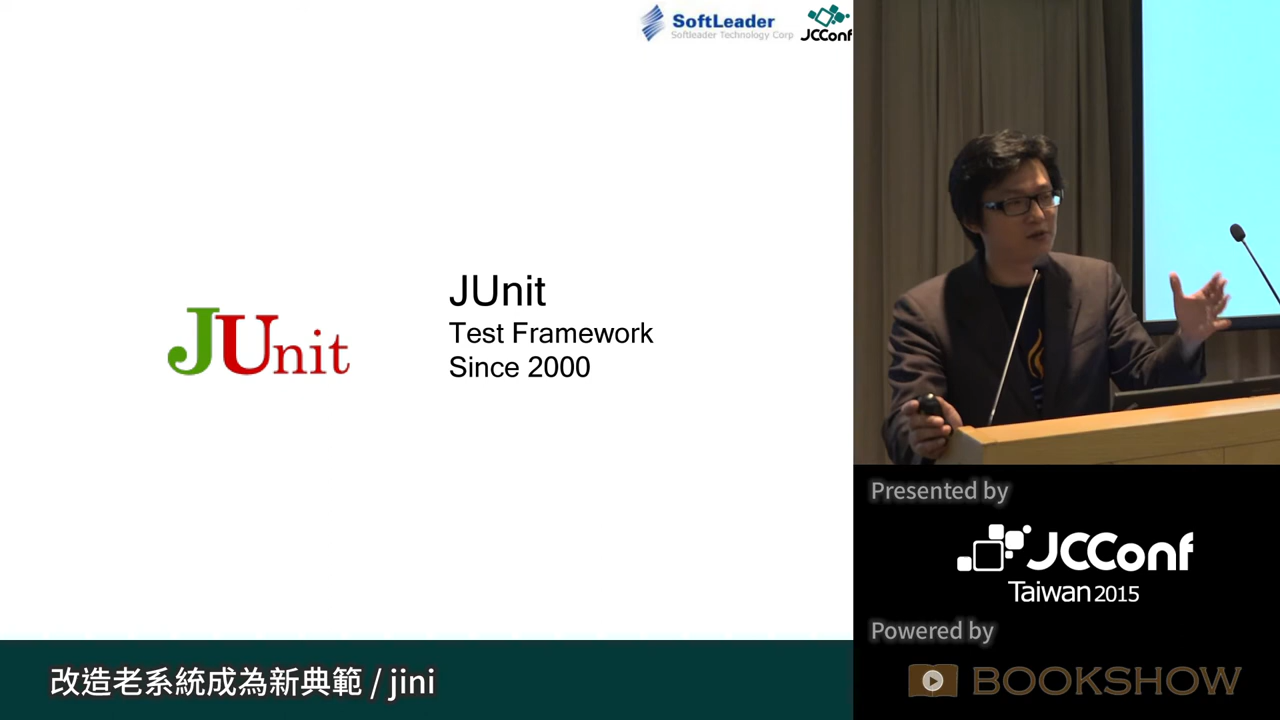 SoftLeader
Softleader Technology Corp
JCConf
JUnit
JUnit
Test Framework
Since 2000
Presented by
JCConf
Taiwan 2015
Powered by
BOOKSHOW
改造老系統成為新典範 / jini